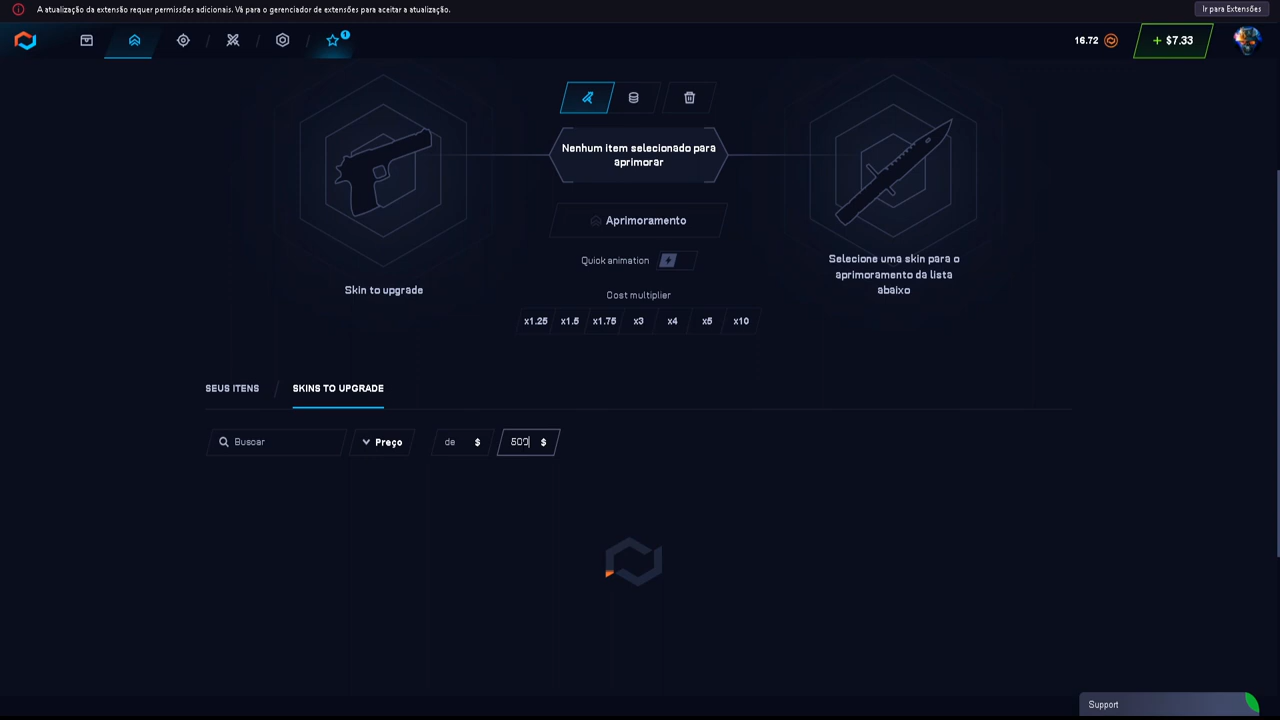 A atualização da extensão requer permissões adicionais. Vá para o gerenciador de extensões para aceitar a atualização.
Ir para Extensões
1
16.72
+ $7.33
Nenhum item selecionado para
aprimorar
Aprimoramento
Quick animation
Cost multiplier
x1.25 x1.5 x1.75 x3 x4 x5 x10
Skin to upgrade
Selecione uma skin para o
aprimoramento da lista
abaixo
SEUS ITENS / SKINS TO UPGRADE
Buscar
Preço
de $
500 $
Support